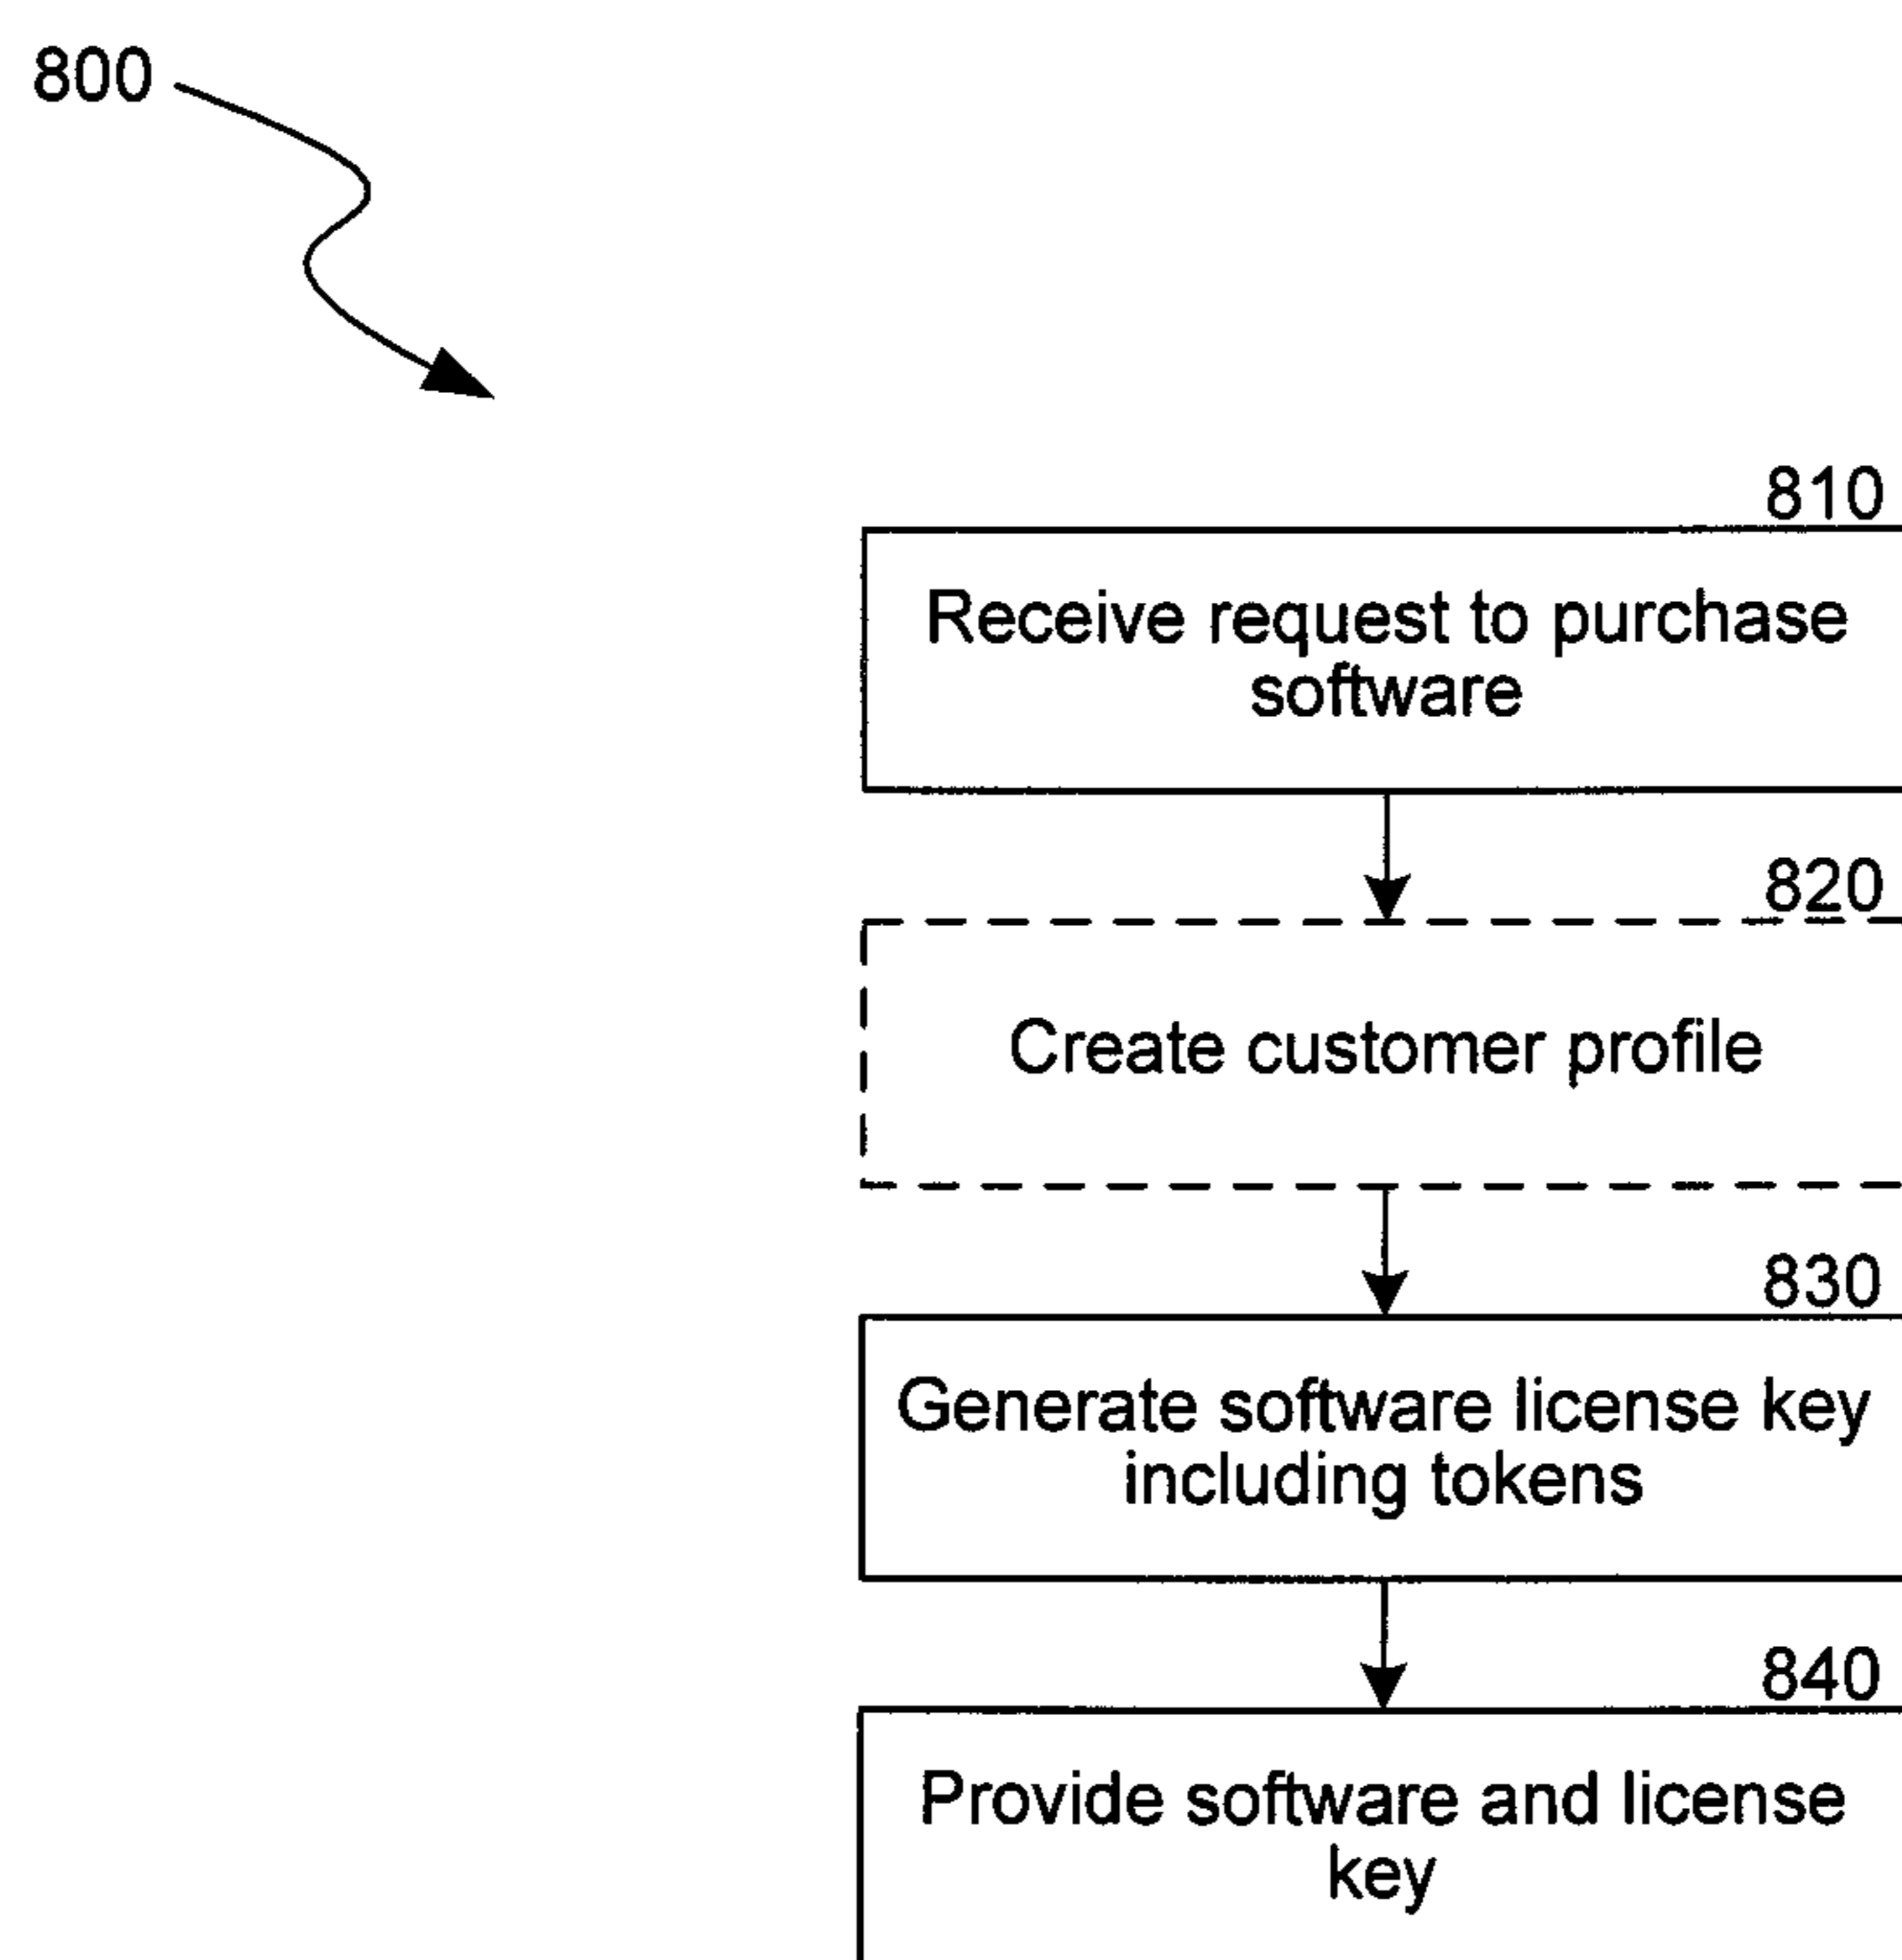 800
810
Receive request to purchase
software
820
Create customer profile
830
Generate software license key
including tokens
840
Provide software and license
key